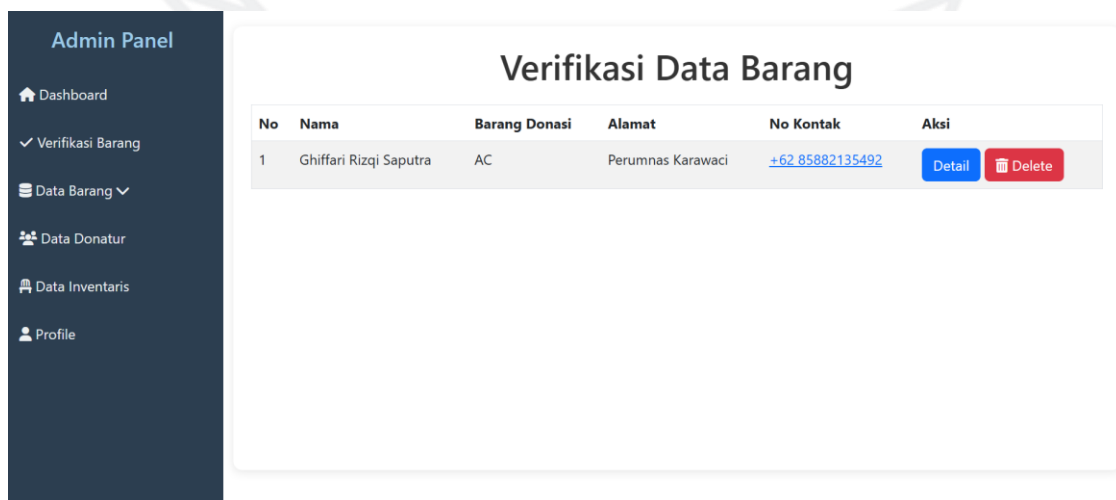 Admin Panel
Dashboard
Verifikasi Barang
Data Barang
Data Donatur
Data Inventaris
Profile
Verifikasi Data Barang
No Nama Barang Donasi Alamat No Kontak Aksi
1 Ghiffari Rizqi Saputra AC Perumnas Karawaci +62 85882135492 Detail Delete